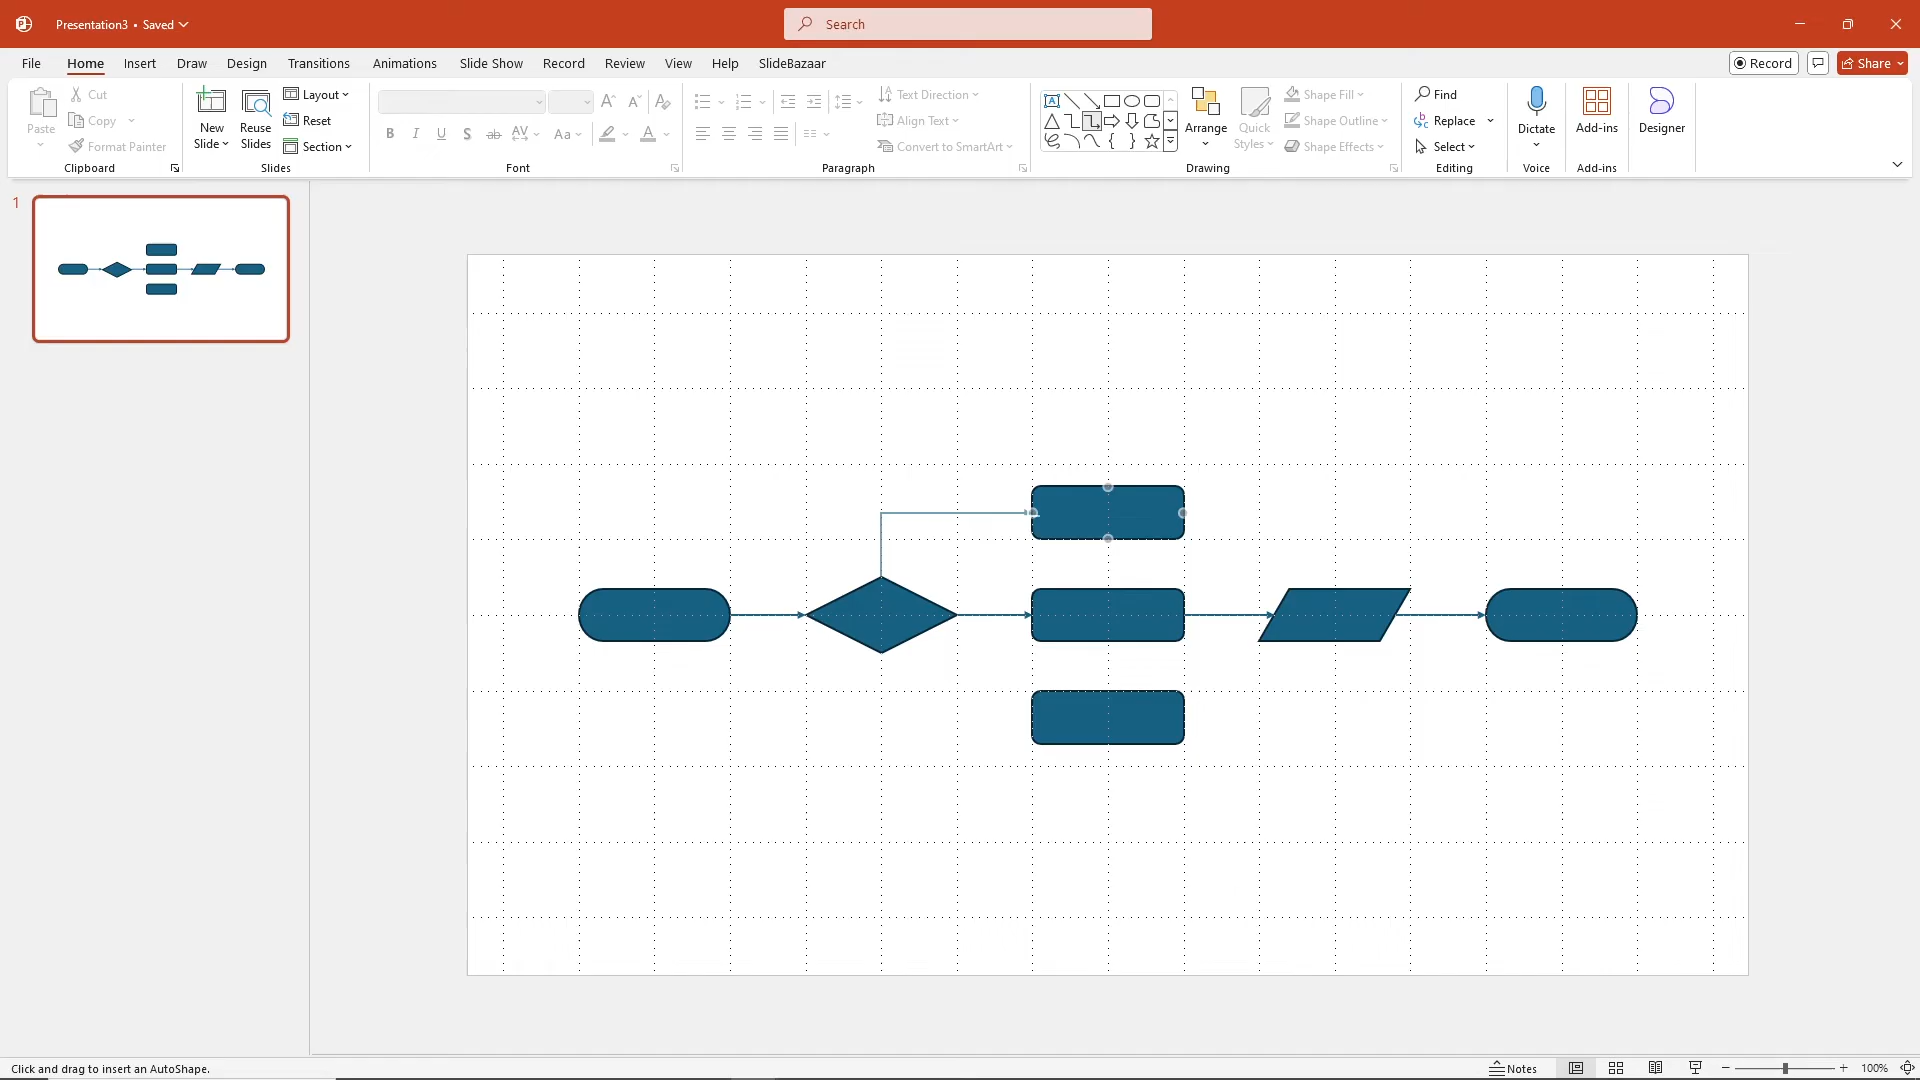 Presentation3 • Saved
Search
File Home Insert Draw Design Transitions Animations Slide Show Record Review View Help SlideBazaar
Record
Share
Paste
Cut
Copy
Format Painter
Clipboard
New
Slide
Reuse
Slides
Layout
Reset
Section
Slides
B I U S ab AV Aa A
Font
Paragraph
Text Direction
Align Text
Convert to SmartArt
Arrange
Quick
Styles
Shape Fill
Shape Outline
Shape Effects
Drawing
Find
Replace
Select
Editing
Dictate
Voice
Add-ins
Add-ins
Designer
1
Click and drag to insert an AutoShape.
Notes
100%